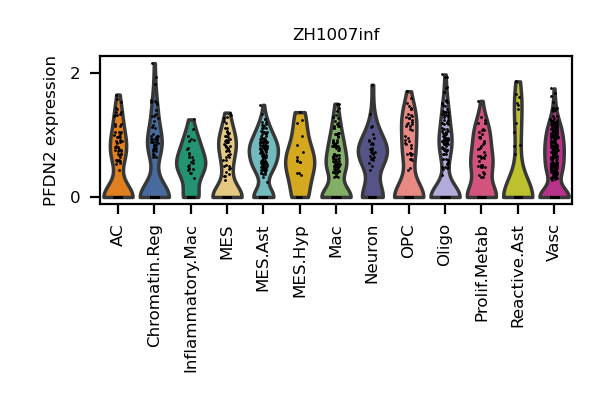 ZH1007inf
PFDN2 expression
2
0
AC
Chromatin.Reg
Inflammatory.Mac
MES
MES.Ast
MES.Hyp
Mac
Neuron
OPC
Oligo
Prolif.Metab
Reactive.Ast
Vasc